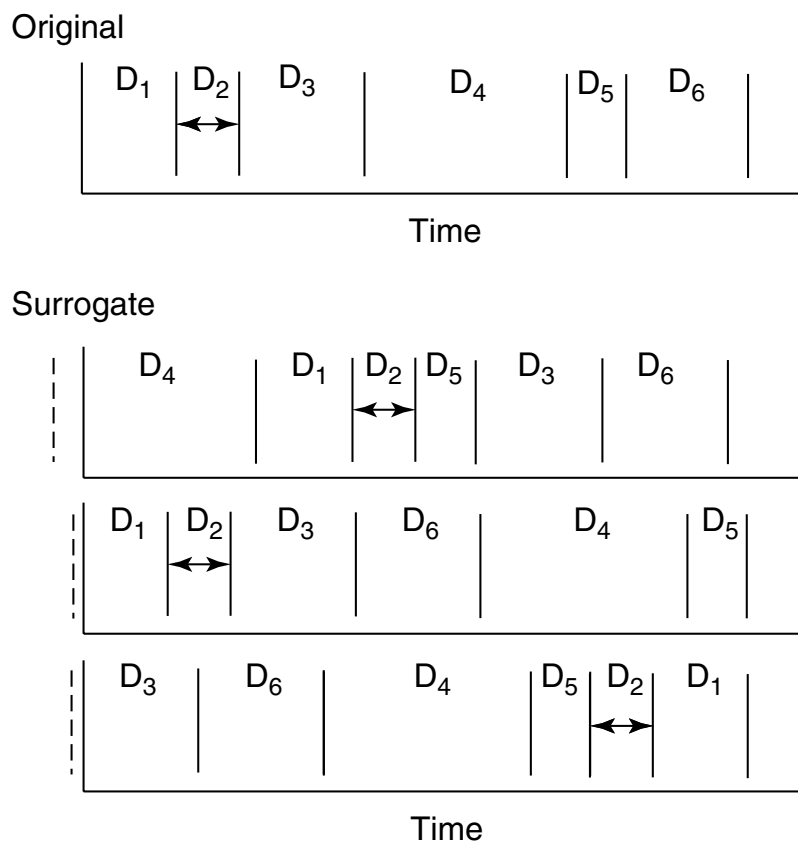 Original
D₁ D₂ D₃ D₄ D₅ D₆
Time
Surrogate
D₄ D₁ D₂ D₅ D₃ D₆
D₁ D₂ D₃ D₆ D₄ D₅
D₃ D₆ D₄ D₅ D₂ D₁
Time